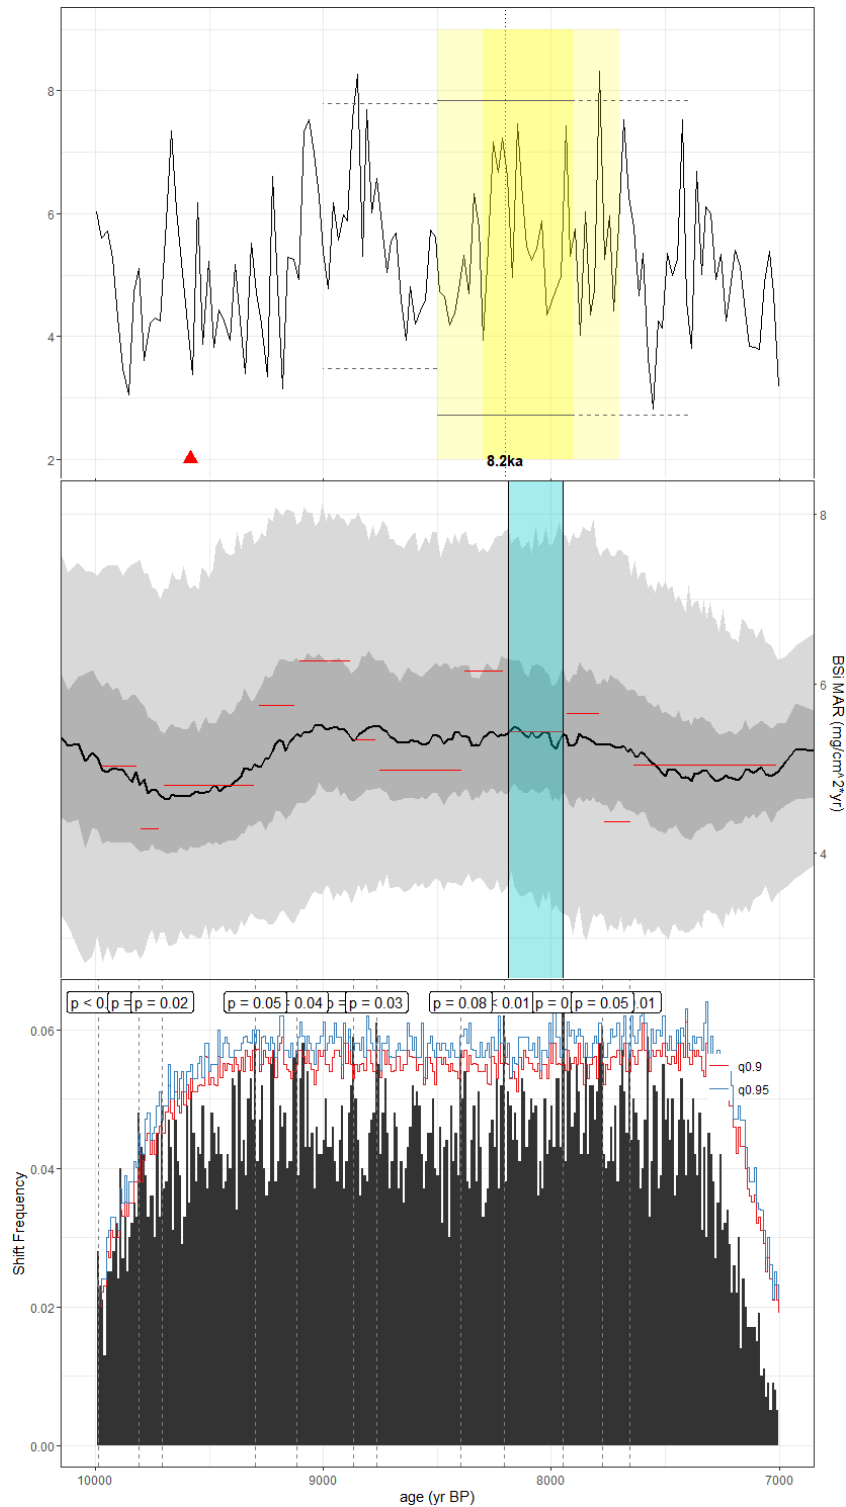 8
6
4
2
8.2ka
8
6
4
BSi MAR (mg/cm^2*yr)
p < 0. p = p = 0.02 p = 0.05 : 0.04 p = p = 0.03 p = 0.08 < 0.01 p = 0 p = 0.05 .01
0.06
q0.9
q0.95
0.04
0.02
0.00
Shift Frequency
10000 9000 8000 7000
age (yr BP)